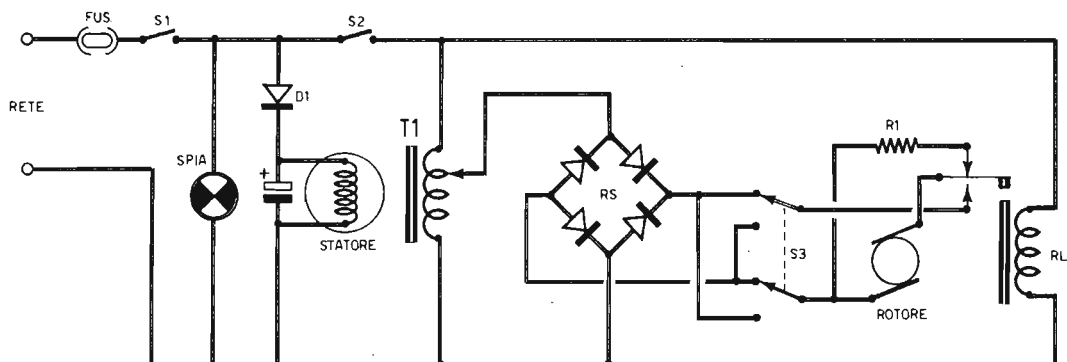 FUS.
S1
S2
D1
RETE
T1
R1
SPIA
+
RS
STATORE
S3
RL
ROTORE